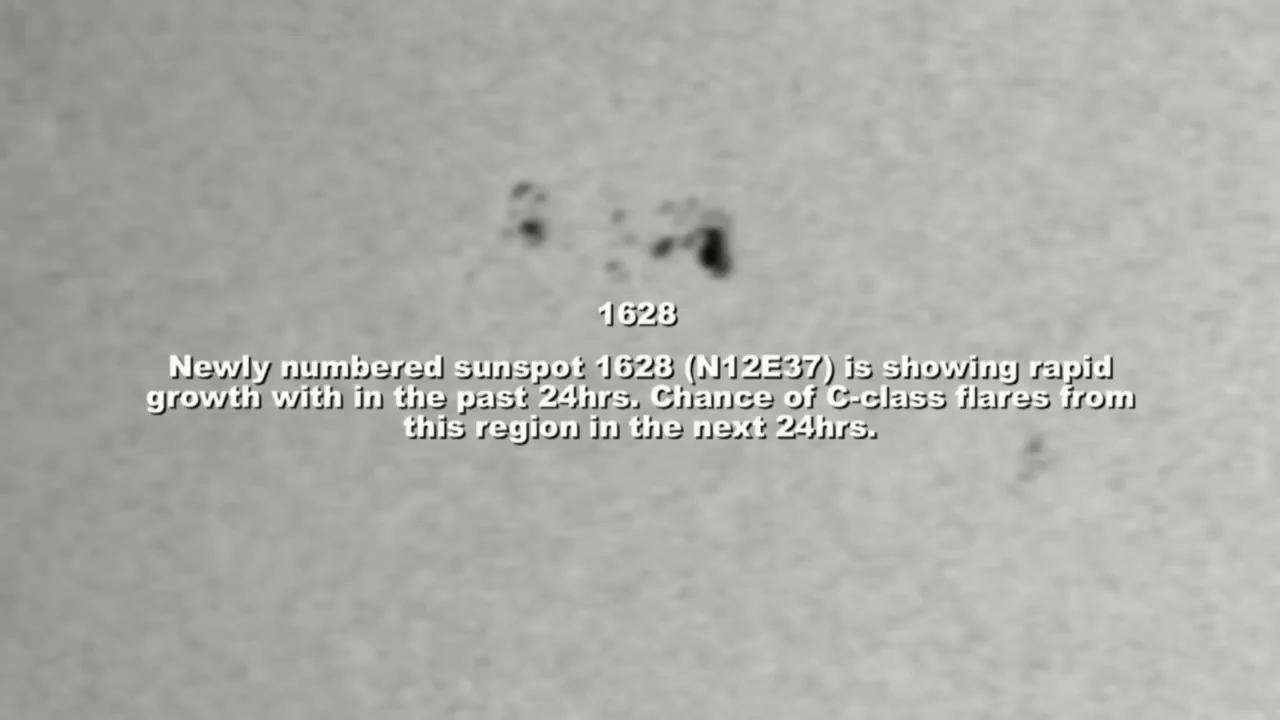 1628
Newly numbered sunspot 1628 (N12E37) is showing rapid
growth with in the past 24hrs. Chance of C-class flares from
this region in the next 24hrs.